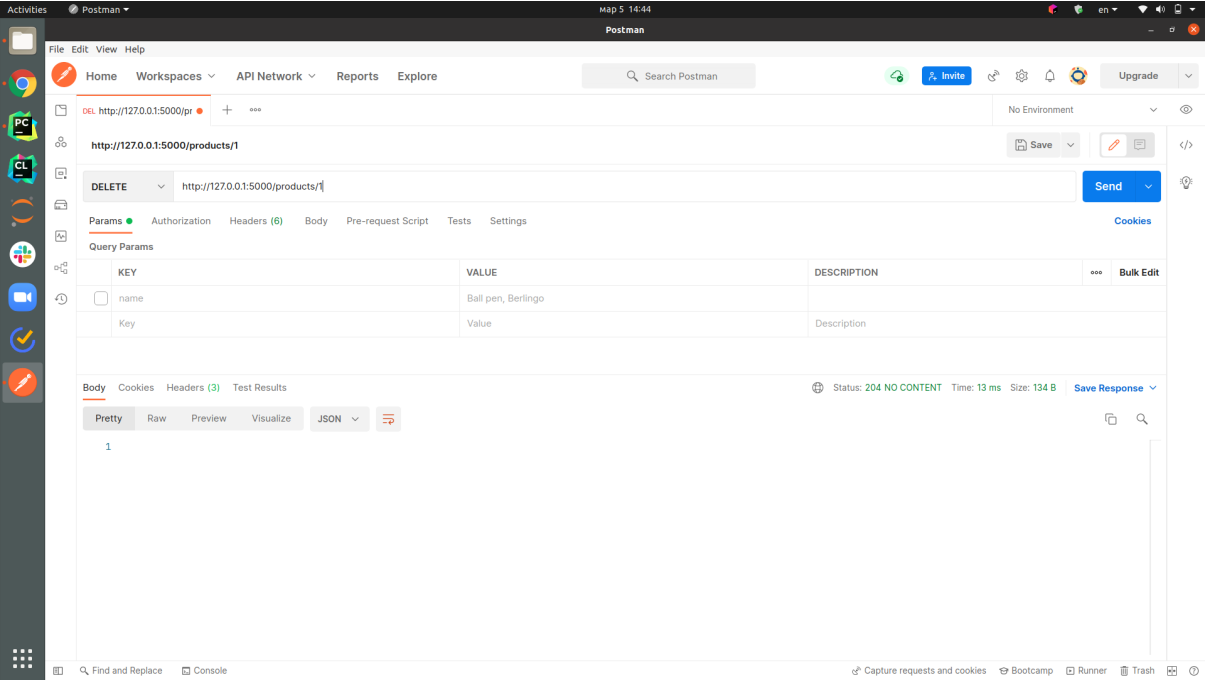 Activities Postman мар 5 14:44 en
Postman
File Edit View Help
Home Workspaces API Network Reports Explore Search Postman Invite Upgrade
DEL http://127.0.0.1:5000/pr No Environment
http://127.0.0.1:5000/products/1 Save
DELETE http://127.0.0.1:5000/products/1 Send
Params Authorization Headers (6) Body Pre-request Script Tests Settings Cookies
Query Params
KEY VALUE DESCRIPTION Bulk Edit
name Ball pen, Berlingo
Key Value Description
Body Cookies Headers (3) Test Results Status: 204 NO CONTENT Time: 13 ms Size: 134 B Save Response
Pretty Raw Preview Visualize JSON
1
Find and Replace Console Capture requests and cookies Bootcamp Runner Trash
PC
CL